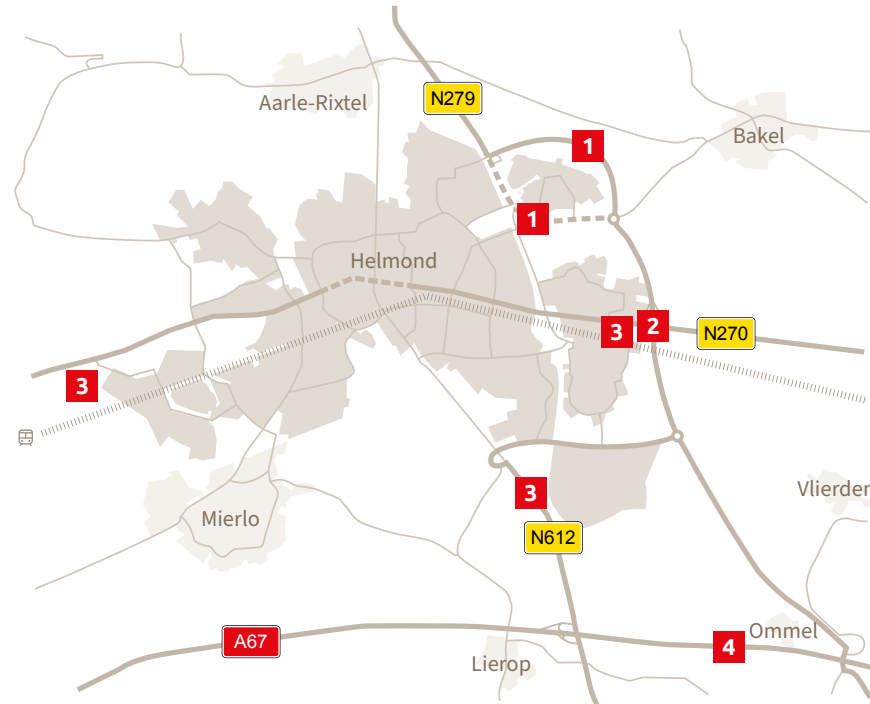 Aarle-Rixtel
N279
Bakel
1
1
Helmond
3
2
N270
3
Vlierden
3
Mierlo
N612
A67
Ommel
4
Lierop